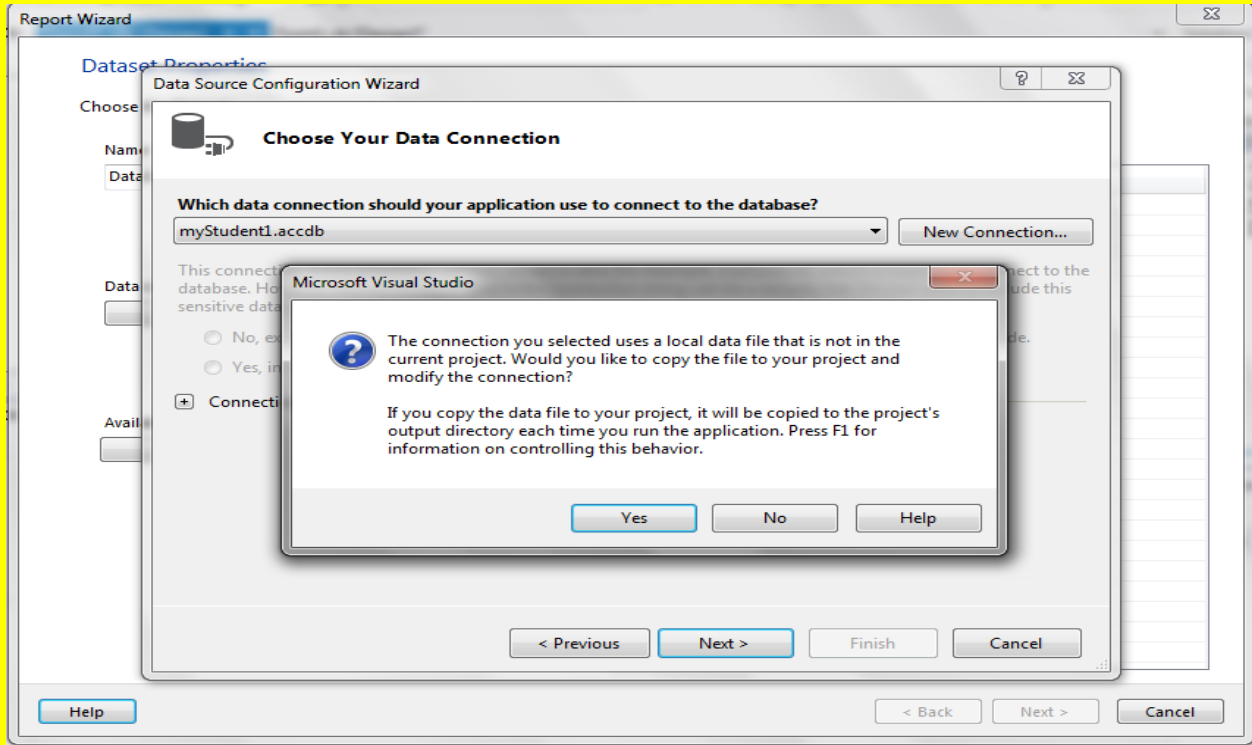 Report Wizard
Dataset Properties
Data Source Configuration Wizard
Choose
Choose Your Data Connection
Name
Data
Which data connection should your application use to connect to the database?
myStudent1.accdb
New Connection...
This connect
nect to the
Data
database. Ho
ude this
sensitive data
Microsoft Visual Studio
No, ex
de.
Yes, in
The connection you selected uses a local data file that is not in the
current project. Would you like to copy the file to your project and
modify the connection?
Connecti
If you copy the data file to your project, it will be copied to the project's
output directory each time you run the application. Press F1 for
information on controlling this behavior.
Avail
Yes
No
Help
< Previous
Next >
Finish
Cancel
Help
< Back
Next >
Cancel